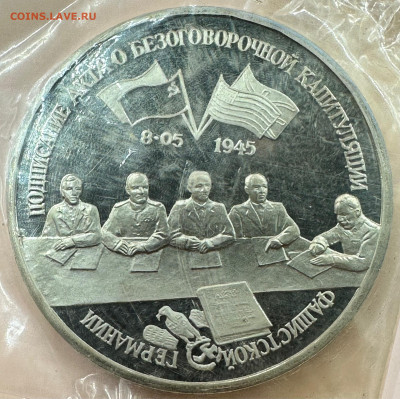 COINS.LAVE.RU
ПОДПИСАНИЕ АКТА О БЕЗОГОВОРОЧНОЙ КАПИТУЛЯЦИИ
8·05 1945
ФАШИСТСКОЙ ГЕРМАНИИ